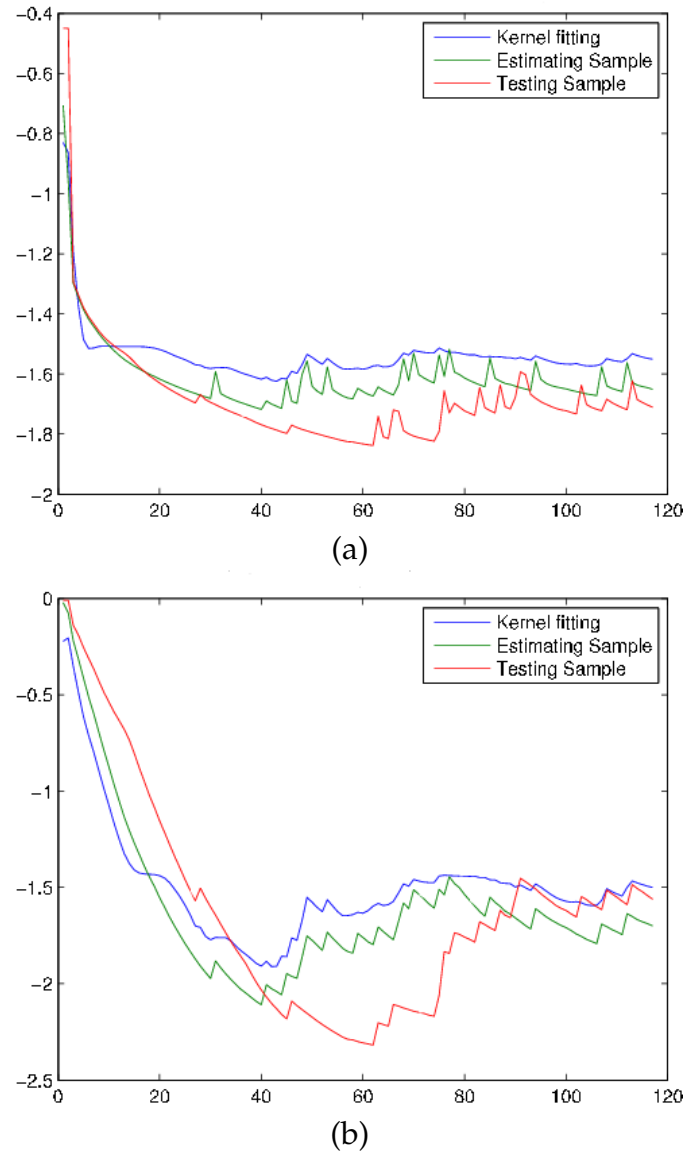 −0.4
−0.6
−0.8
−1
−1.2
−1.4
−1.6
−1.8
−2
Kernel fitting
Estimating Sample
Testing Sample
0 20 40 60 80 100 120
(a)
0
−0.5
−1
−1.5
−2
−2.5
Kernel fitting
Estimating Sample
Testing Sample
0 20 40 60 80 100 120
(b)